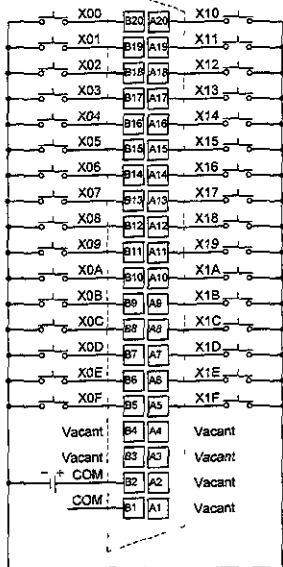 X00 B20 A20 X10
X01 B19 A19 X11
X02 B18 A18 X12
X03 B17 A17 X13
X04 B16 A16 X14
X05 B15 A15 X15
X06 B14 A14 X16
X07 B13 A13 X17
X08 B12 A12 X18
X09 B11 A11 X19
X0A B10 A10 X1A
X0B B9 A9 X1B
X0C B8 A8 X1C
X0D B7 A7 X1D
X0E B6 A6 X1E
X0F B5 A5 X1F
Vacant B4 A4 Vacant
Vacant B3 A3 Vacant
- + COM B2 A2 Vacant
COM B1 A1 Vacant